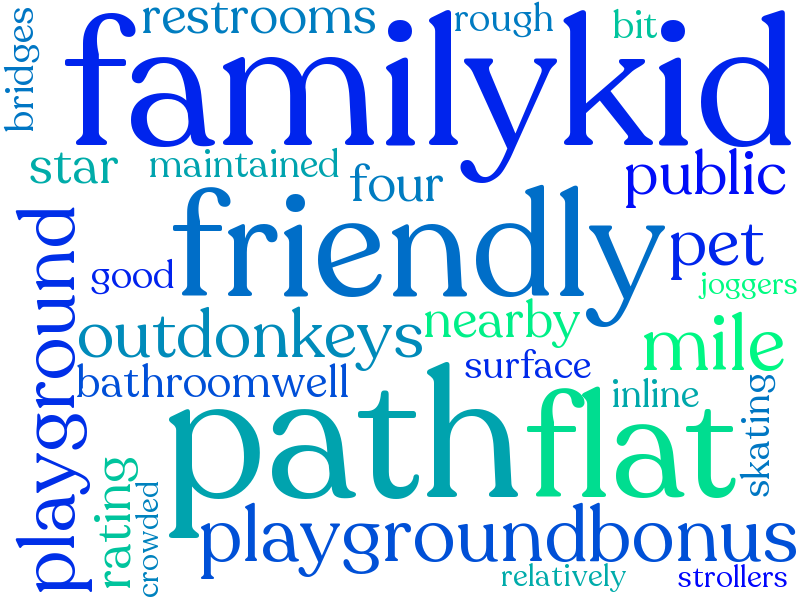 bridges
restrooms
rough
bit
familykid
star
maintained
four
public
playground
friendly
good
pet
joggers
outdonkeys
nearby
mile
bathroomwell
surface
path
flat
inline
skating
rating
crowded
playgroundbonus
relatively
strollers